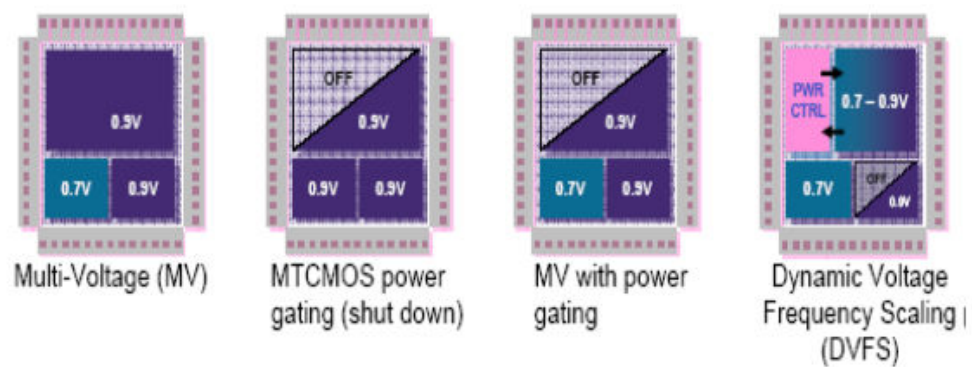 0.9V
0.7V
0.9V
Multi-Voltage (MV)
OFF
0.9V
0.9V
0.9V
MTCMOS power
gating (shut down)
OFF
0.9V
0.7V
0.9V
MV with power
gating
PWR
CTRL
0.7 – 0.9V
0.7V
OFF
0.9V
Dynamic Voltage
Frequency Scaling
(DVFS)